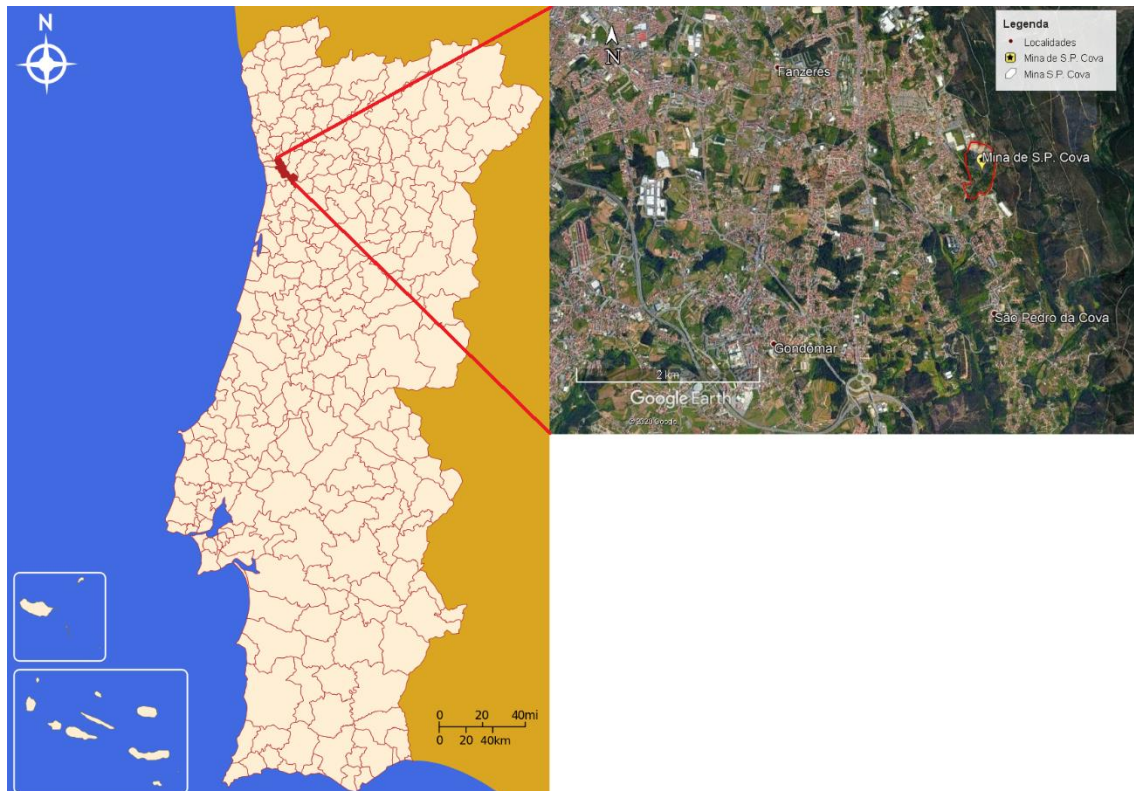 N
0 20 40mi
0 20 40km
N
Legenda
Localidades
Mina de S.P. Cova
Mina S.P. Cova
Fânzeres
Mina de S.P. Cova
São Pedro da Cova
Gondomar
2 km
Google Earth
© 2020 Google